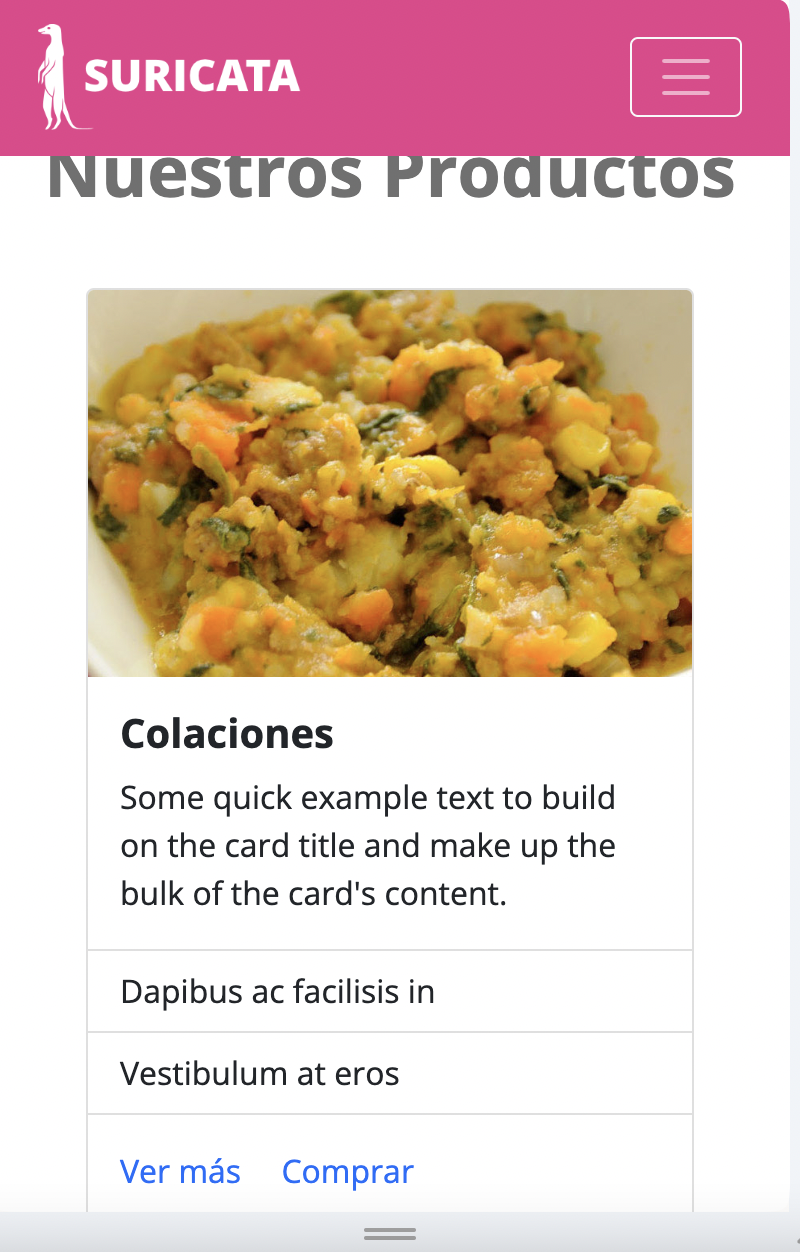 SURICATA
Nuestros Productos
Colaciones
Some quick example text to build
on the card title and make up the
bulk of the card's content.
Dapibus ac facilisis in
Vestibulum at eros
Ver más Comprar